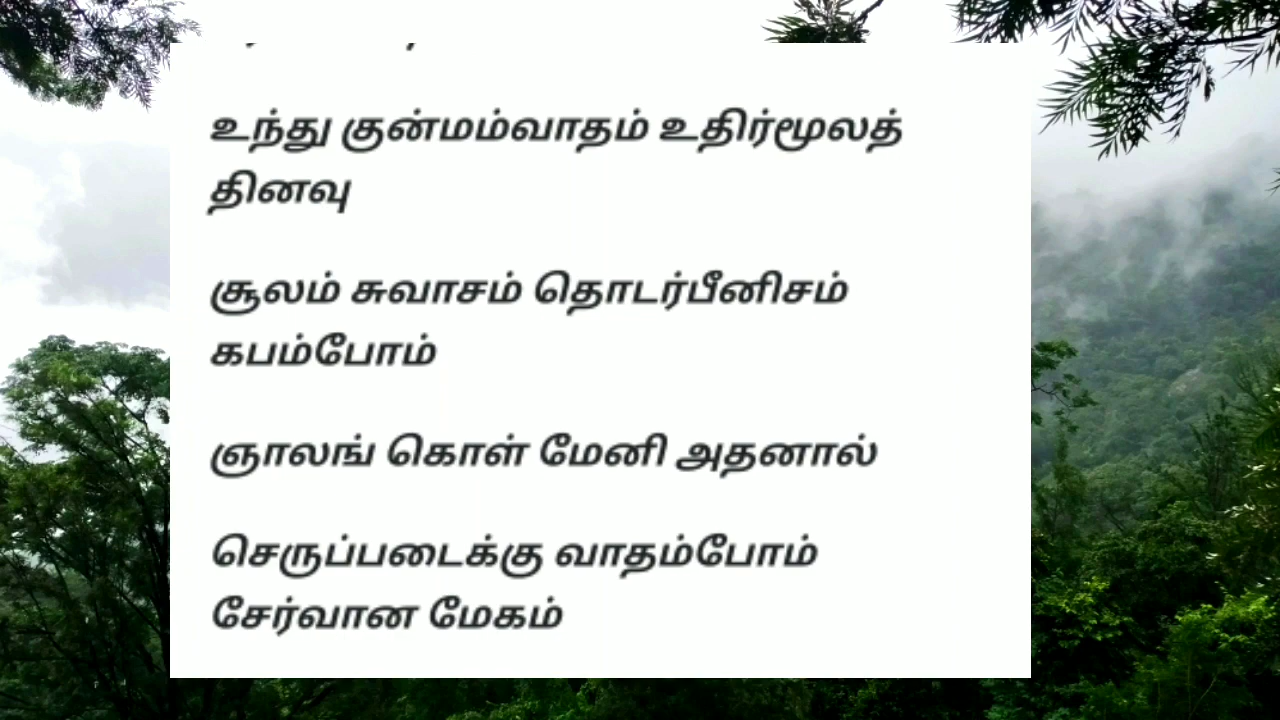 உந்து குன்மம்வாதம் உதிர்மூலத்
தினவு
சூலம் சுவாசம் தொடர்பீனிசம்
கபம்போம்
ஞாலங் கொள் மேனி அதனால்
செருப்படைக்கு வாதம்போம்
சேர்வான மேகம்